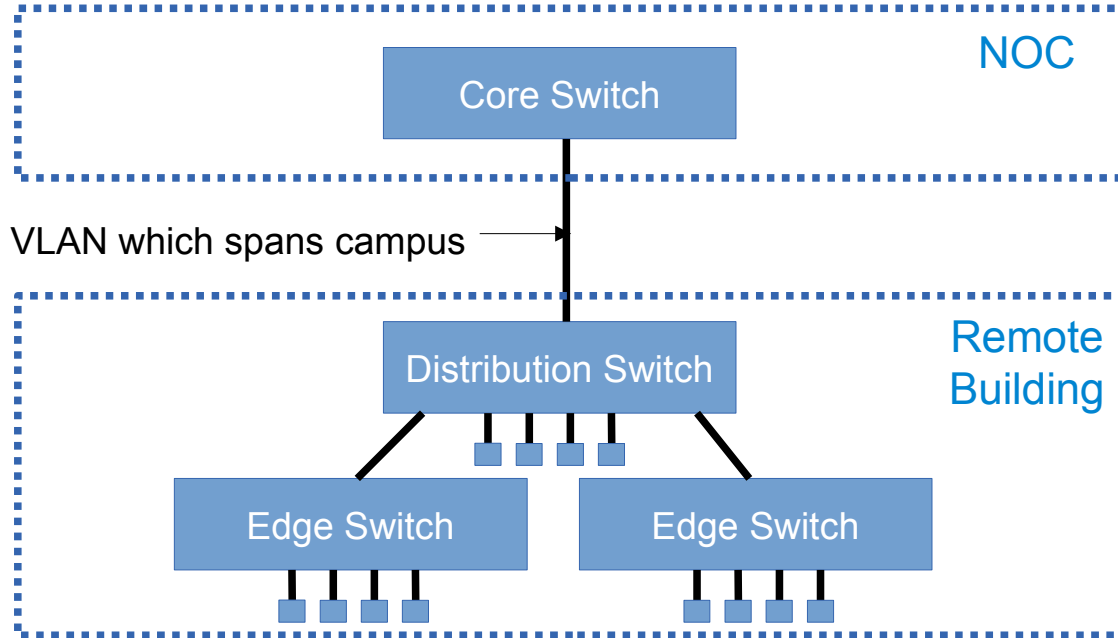 NOC
Core Switch
VLAN which spans campus
Remote
Building
Distribution Switch
Edge Switch
Edge Switch